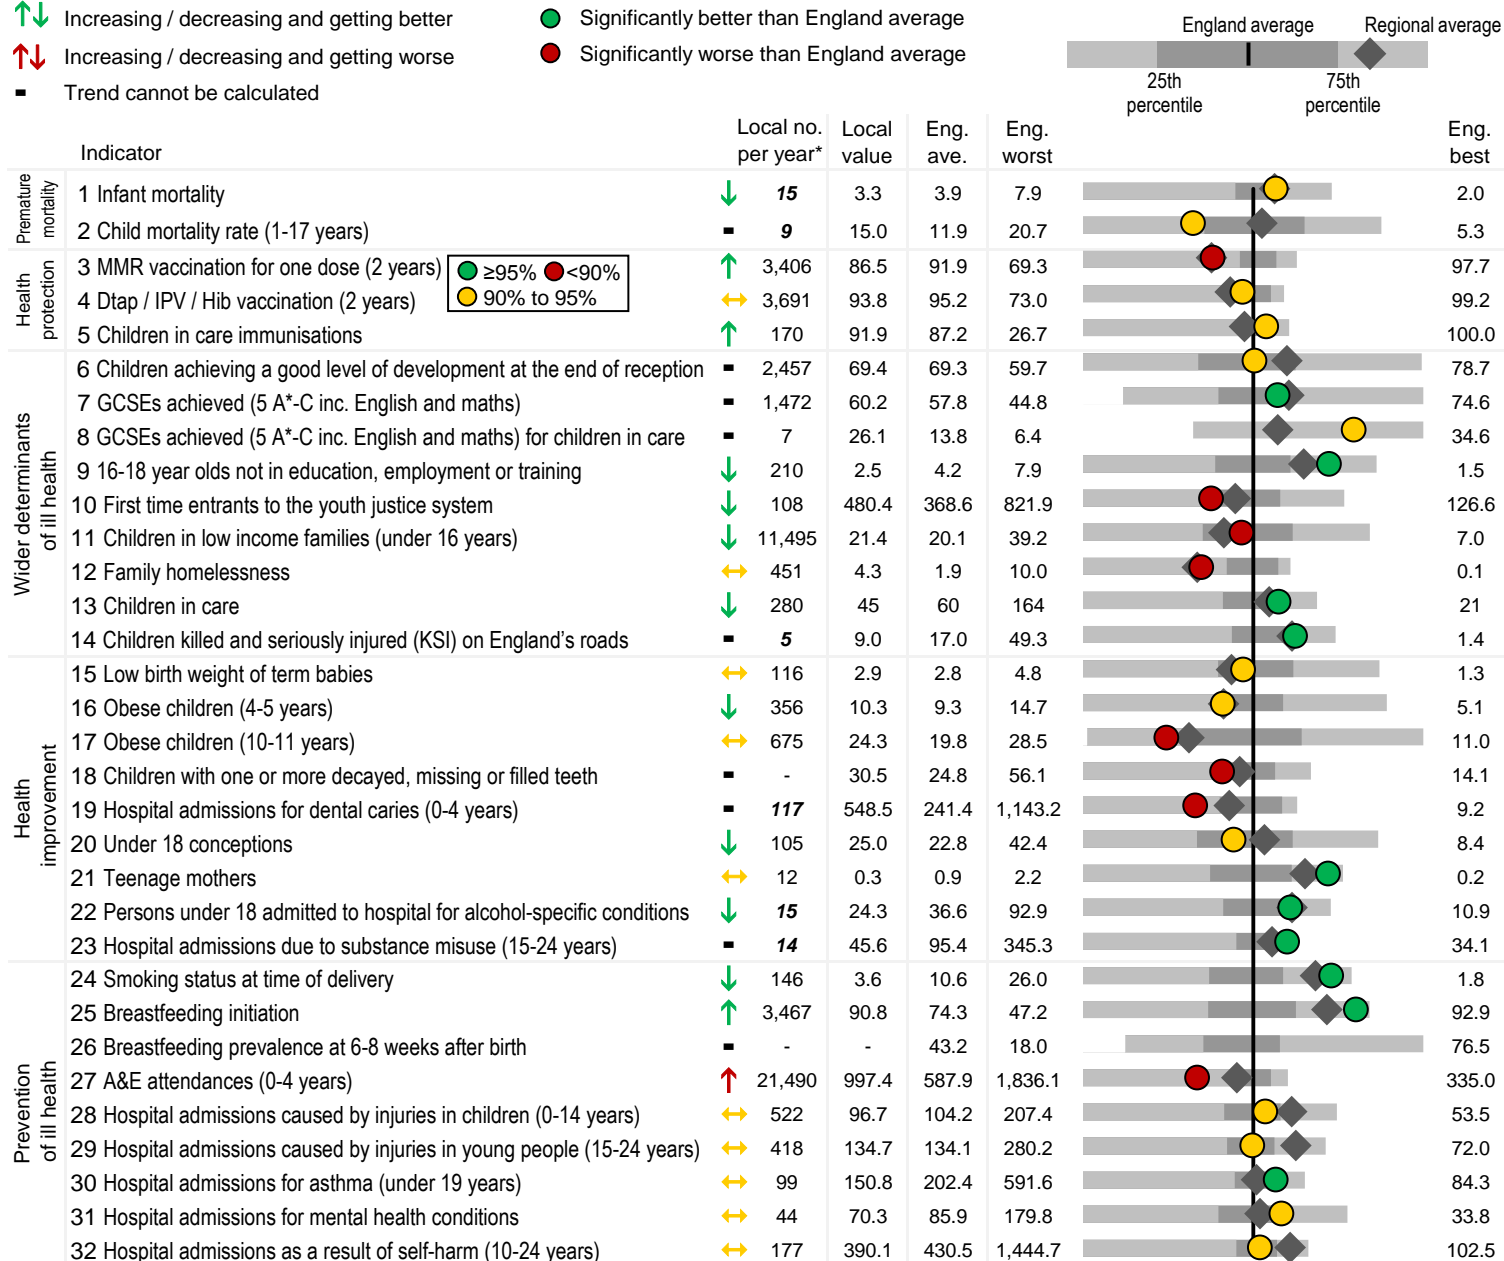 ↑↓ Increasing / decreasing and getting better
Significantly better than England average
England average
Regional average
↑↓ Increasing / decreasing and getting worse
Significantly worse than England average
- Trend cannot be calculated
25th percentile
75th percentile
Indicator
Local no. per year*
Local value
Eng. ave.
Eng. worst
Eng. best
Premature mortality
1 Infant mortality ↓ 15 3.3 3.9 7.9 2.0
2 Child mortality rate (1-17 years) - 9 15.0 11.9 20.7 5.3
Health protection
3 MMR vaccination for one dose (2 years) ↑ 3,406 86.5 91.9 69.3 97.7
≥95% <90%
90% to 95%
4 Dtap / IPV / Hib vaccination (2 years) ↔ 3,691 93.8 95.2 73.0 99.2
5 Children in care immunisations ↑ 170 91.9 87.2 26.7 100.0
Wider determinants of ill health
6 Children achieving a good level of development at the end of reception - 2,457 69.4 69.3 59.7 78.7
7 GCSEs achieved (5 A*-C inc. English and maths) - 1,472 60.2 57.8 44.8 74.6
8 GCSEs achieved (5 A*-C inc. English and maths) for children in care - 7 26.1 13.8 6.4 34.6
9 16-18 year olds not in education, employment or training ↓ 210 2.5 4.2 7.9 1.5
10 First time entrants to the youth justice system ↓ 108 480.4 368.6 821.9 126.6
11 Children in low income families (under 16 years) ↓ 11,495 21.4 20.1 39.2 7.0
12 Family homelessness ↔ 451 4.3 1.9 10.0 0.1
13 Children in care ↓ 280 45 60 164 21
14 Children killed and seriously injured (KSI) on England's roads - 5 9.0 17.0 49.3 1.4
Health improvement
15 Low birth weight of term babies ↔ 116 2.9 2.8 4.8 1.3
16 Obese children (4-5 years) ↓ 356 10.3 9.3 14.7 5.1
17 Obese children (10-11 years) ↔ 675 24.3 19.8 28.5 11.0
18 Children with one or more decayed, missing or filled teeth - - 30.5 24.8 56.1 14.1
19 Hospital admissions for dental caries (0-4 years) - 117 548.5 241.4 1,143.2 9.2
20 Under 18 conceptions ↓ 105 25.0 22.8 42.4 8.4
21 Teenage mothers ↔ 12 0.3 0.9 2.2 0.2
22 Persons under 18 admitted to hospital for alcohol-specific conditions ↓ 15 24.3 36.6 92.9 10.9
23 Hospital admissions due to substance misuse (15-24 years) - 14 45.6 95.4 345.3 34.1
Prevention of ill health
24 Smoking status at time of delivery ↓ 146 3.6 10.6 26.0 1.8
25 Breastfeeding initiation ↑ 3,467 90.8 74.3 47.2 92.9
26 Breastfeeding prevalence at 6-8 weeks after birth - - - 43.2 18.0 76.5
27 A&E attendances (0-4 years) ↑ 21,490 997.4 587.9 1,836.1 335.0
28 Hospital admissions caused by injuries in children (0-14 years) ↔ 522 96.7 104.2 207.4 53.5
29 Hospital admissions caused by injuries in young people (15-24 years) ↔ 418 134.7 134.1 280.2 72.0
30 Hospital admissions for asthma (under 19 years) ↔ 99 150.8 202.4 591.6 84.3
31 Hospital admissions for mental health conditions ↔ 44 70.3 85.9 179.8 33.8
32 Hospital admissions as a result of self-harm (10-24 years) ↔ 177 390.1 430.5 1,444.7 102.5